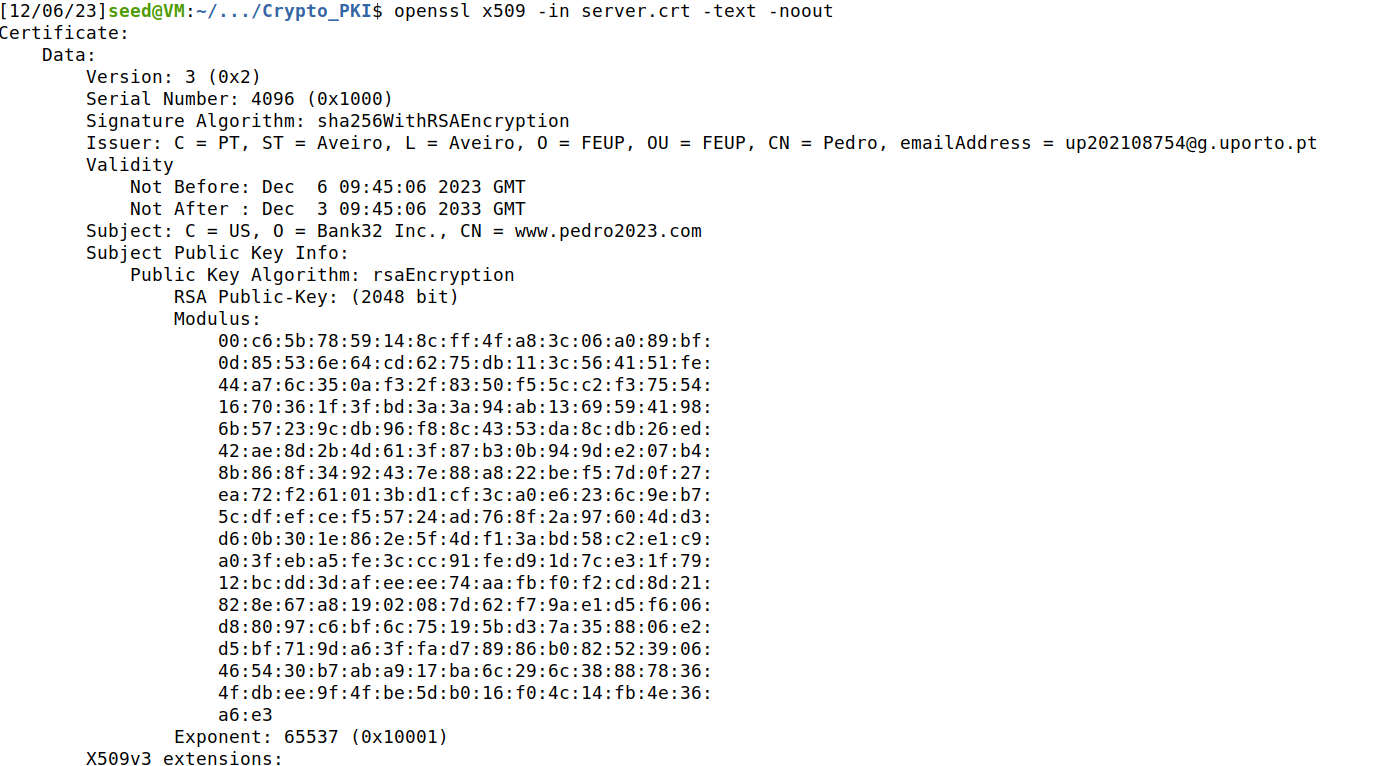 [12/06/23]seed@VM:~/.../Crypto_PKI$ openssl x509 -in server.crt -text -noout
Certificate:
    Data:
        Version: 3 (0x2)
        Serial Number: 4096 (0x1000)
        Signature Algorithm: sha256WithRSAEncryption
        Issuer: C = PT, ST = Aveiro, L = Aveiro, O = FEUP, OU = FEUP, CN = Pedro, emailAddress = up202108754@g.uporto.pt
        Validity
            Not Before: Dec  6 09:45:06 2023 GMT
            Not After : Dec  3 09:45:06 2033 GMT
        Subject: C = US, O = Bank32 Inc., CN = www.pedro2023.com
        Subject Public Key Info:
            Public Key Algorithm: rsaEncryption
                RSA Public-Key: (2048 bit)
                Modulus:
                    00:c6:5b:78:59:14:8c:ff:4f:a8:3c:06:a0:89:bf:
                    0d:85:53:6e:64:cd:62:75:db:11:3c:56:41:51:fe:
                    44:a7:6c:35:0a:f3:2f:83:50:f5:5c:c2:f3:75:54:
                    16:70:36:1f:3f:bd:3a:3a:94:ab:13:69:59:41:98:
                    6b:57:23:9c:db:96:f8:8c:43:53:da:8c:db:26:ed:
                    42:ae:8d:2b:4d:61:3f:87:b3:0b:94:9d:e2:07:b4:
                    8b:86:8f:34:92:43:7e:88:a8:22:be:f5:7d:0f:27:
                    ea:72:f2:61:01:3b:d1:cf:3c:a0:e6:23:6c:9e:b7:
                    5c:df:ef:ce:f5:57:24:ad:76:8f:2a:97:60:4d:d3:
                    d6:0b:30:1e:86:2e:5f:4d:f1:3a:bd:58:c2:e1:c9:
                    a0:3f:eb:a5:fe:3c:cc:91:fe:d9:1d:7c:e3:1f:79:
                    12:bc:dd:3d:af:ee:ee:74:aa:fb:f0:f2:cd:8d:21:
                    82:8e:67:a8:19:02:08:7d:62:f7:9a:e1:d5:f6:06:
                    d8:80:97:c6:bf:6c:75:19:5b:d3:7a:35:88:06:e2:
                    d5:bf:71:9d:a6:3f:fa:d7:89:86:b0:82:52:39:06:
                    46:54:30:b7:ab:a9:17:ba:6c:29:6c:38:88:78:36:
                    4f:db:ee:9f:4f:be:5d:b0:16:f0:4c:14:fb:4e:36:
                    a6:e3
                Exponent: 65537 (0x10001)
        X509v3 extensions: